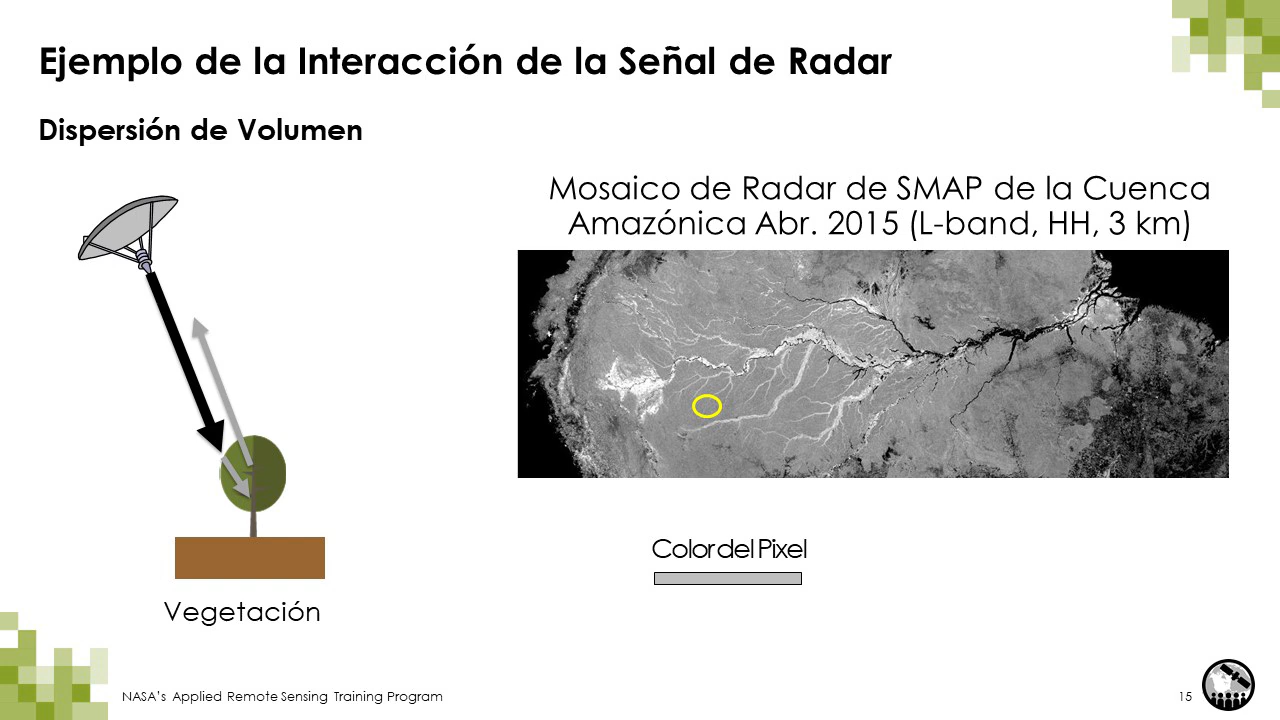 Ejemplo de la Interacción de la Señal de Radar
Dispersión de Volumen
Mosaico de Radar de SMAP de la Cuenca
Amazónica Abr. 2015 (L-band, HH, 3 km)
Color del Pixel
Vegetación
NASA's Applied Remote Sensing Training Program
15